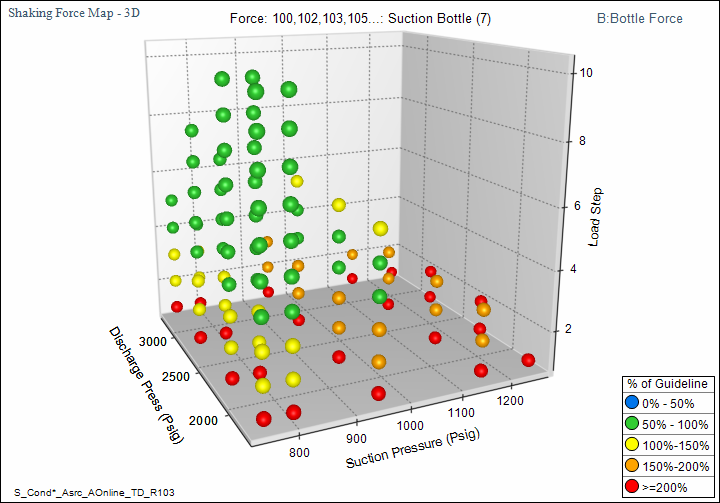 Shaking Force Map - 3D
Force: 100,102,103,105...: Suction Bottle (7)
B:Bottle Force
10
8
6
4
2
Load Step
3000
2500
2000
Discharge Press (Psig)
800
900
1000
1100
1200
Suction Pressure (Psig)
% of Guideline
0% - 50%
50% - 100%
100%-150%
150%-200%
>=200%
S_Cond*_Asrc_AOnline_TD_R103